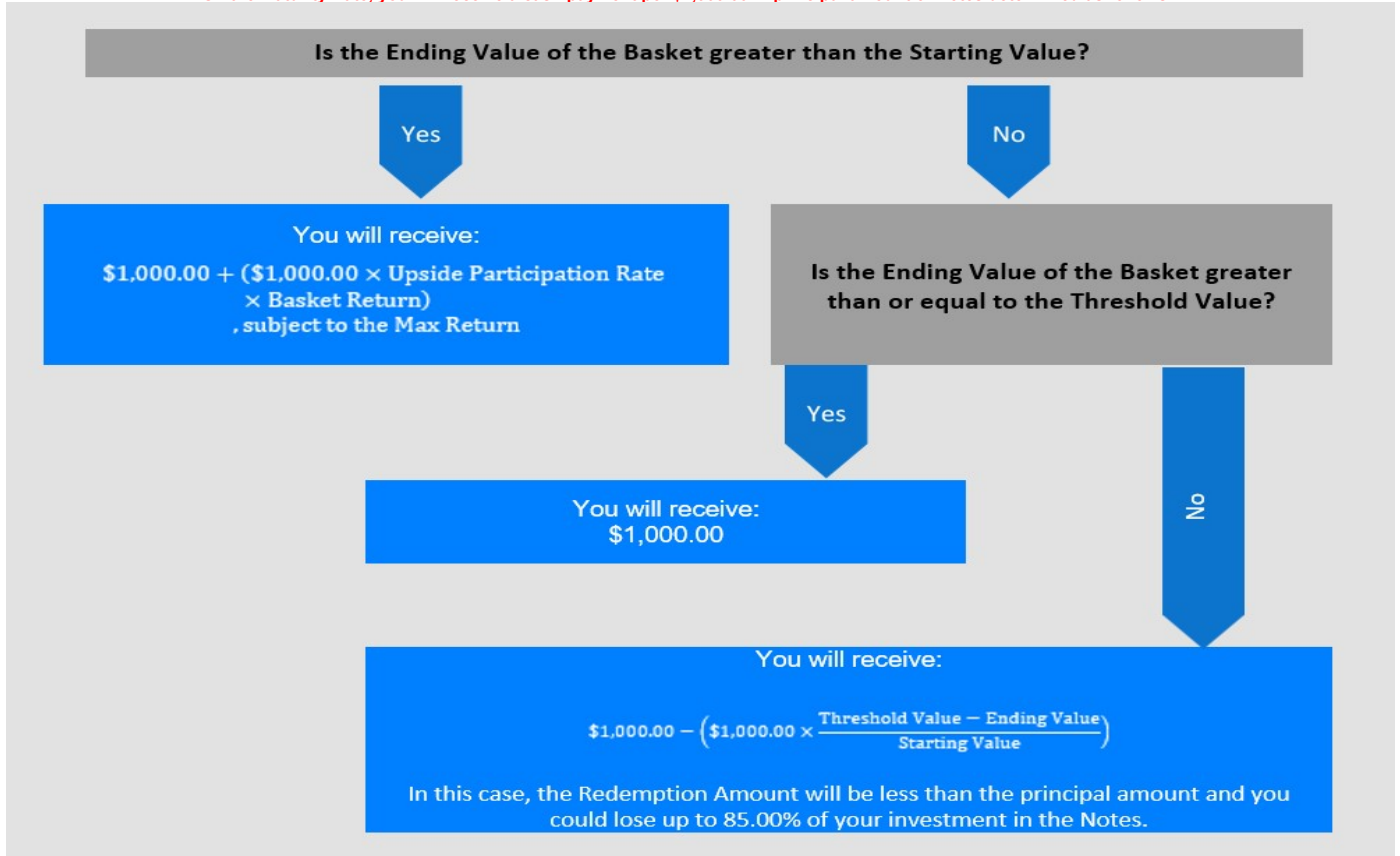 Is the Ending Value of the Basket greater than the Starting Value?
Yes
No
You will receive:
$1,000.00 + ($1,000.00 × Upside Participation Rate
× Basket Return)
, subject to the Max Return
Is the Ending Value of the Basket greater
than or equal to the Threshold Value?
Yes
No
You will receive:
$1,000.00
You will receive:
$1,000.00 − ($1,000.00 × Threshold Value − Ending Value / Starting Value)
In this case, the Redemption Amount will be less than the principal amount and you
could lose up to 85.00% of your investment in the Notes.